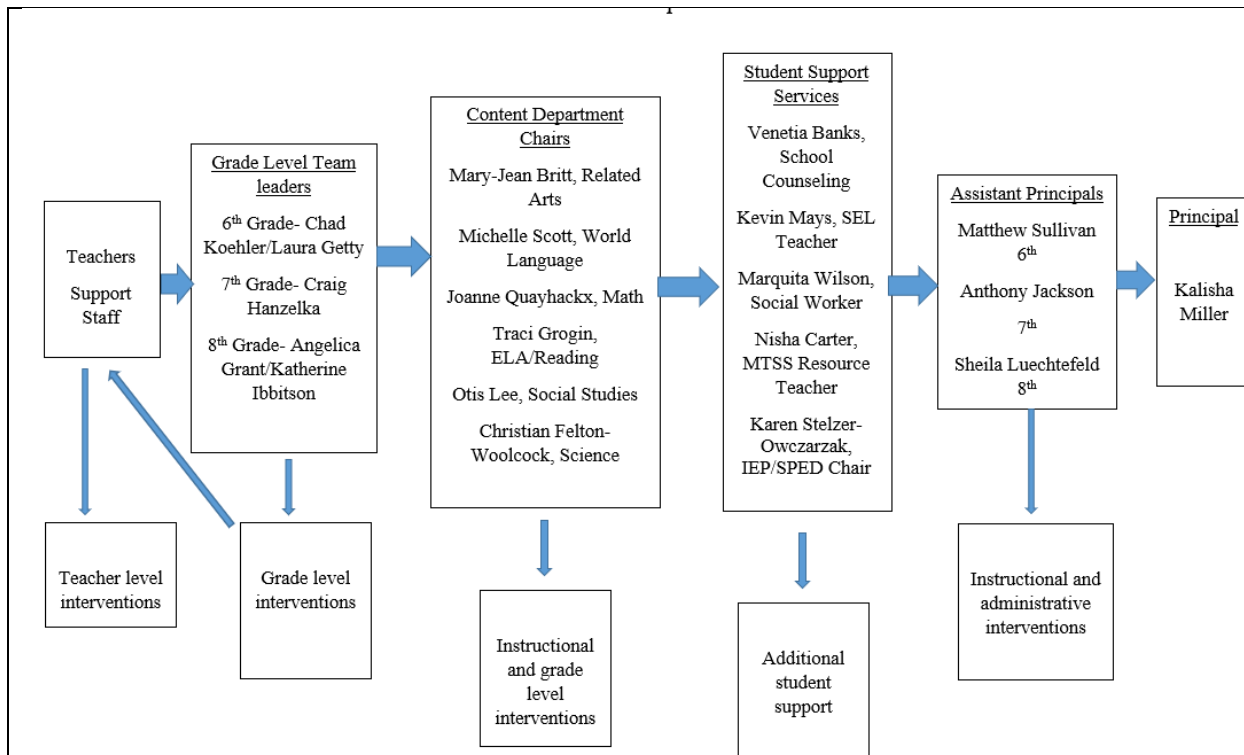 Teachers
Support
Staff
Grade Level Team
leaders
6th Grade- Chad
Koehler/Laura Getty
7th Grade- Craig
Hanzelka
8th Grade- Angelica
Grant/Katherine
Ibbitson
Content Department
Chairs
Mary-Jean Britt, Related
Arts
Michelle Scott, World
Language
Joanne Quayhackx, Math
Traci Grogin,
ELA/Reading
Otis Lee, Social Studies
Christian Felton-
Woolcock, Science
Student Support
Services
Venetia Banks,
School
Counseling
Kevin Mays, SEL
Teacher
Marquita Wilson,
Social Worker
Nisha Carter,
MTSS Resource
Teacher
Karen Stelzer-
Owczarzak,
IEP/SPED Chair
Assistant Principals
Matthew Sullivan
6th
Anthony Jackson
7th
Sheila Luechtefeld
8th
Principal
Kalisha
Miller
Teacher level
interventions
Grade level
interventions
Instructional
and grade
level
interventions
Additional
student
support
Instructional and
administrative
interventions